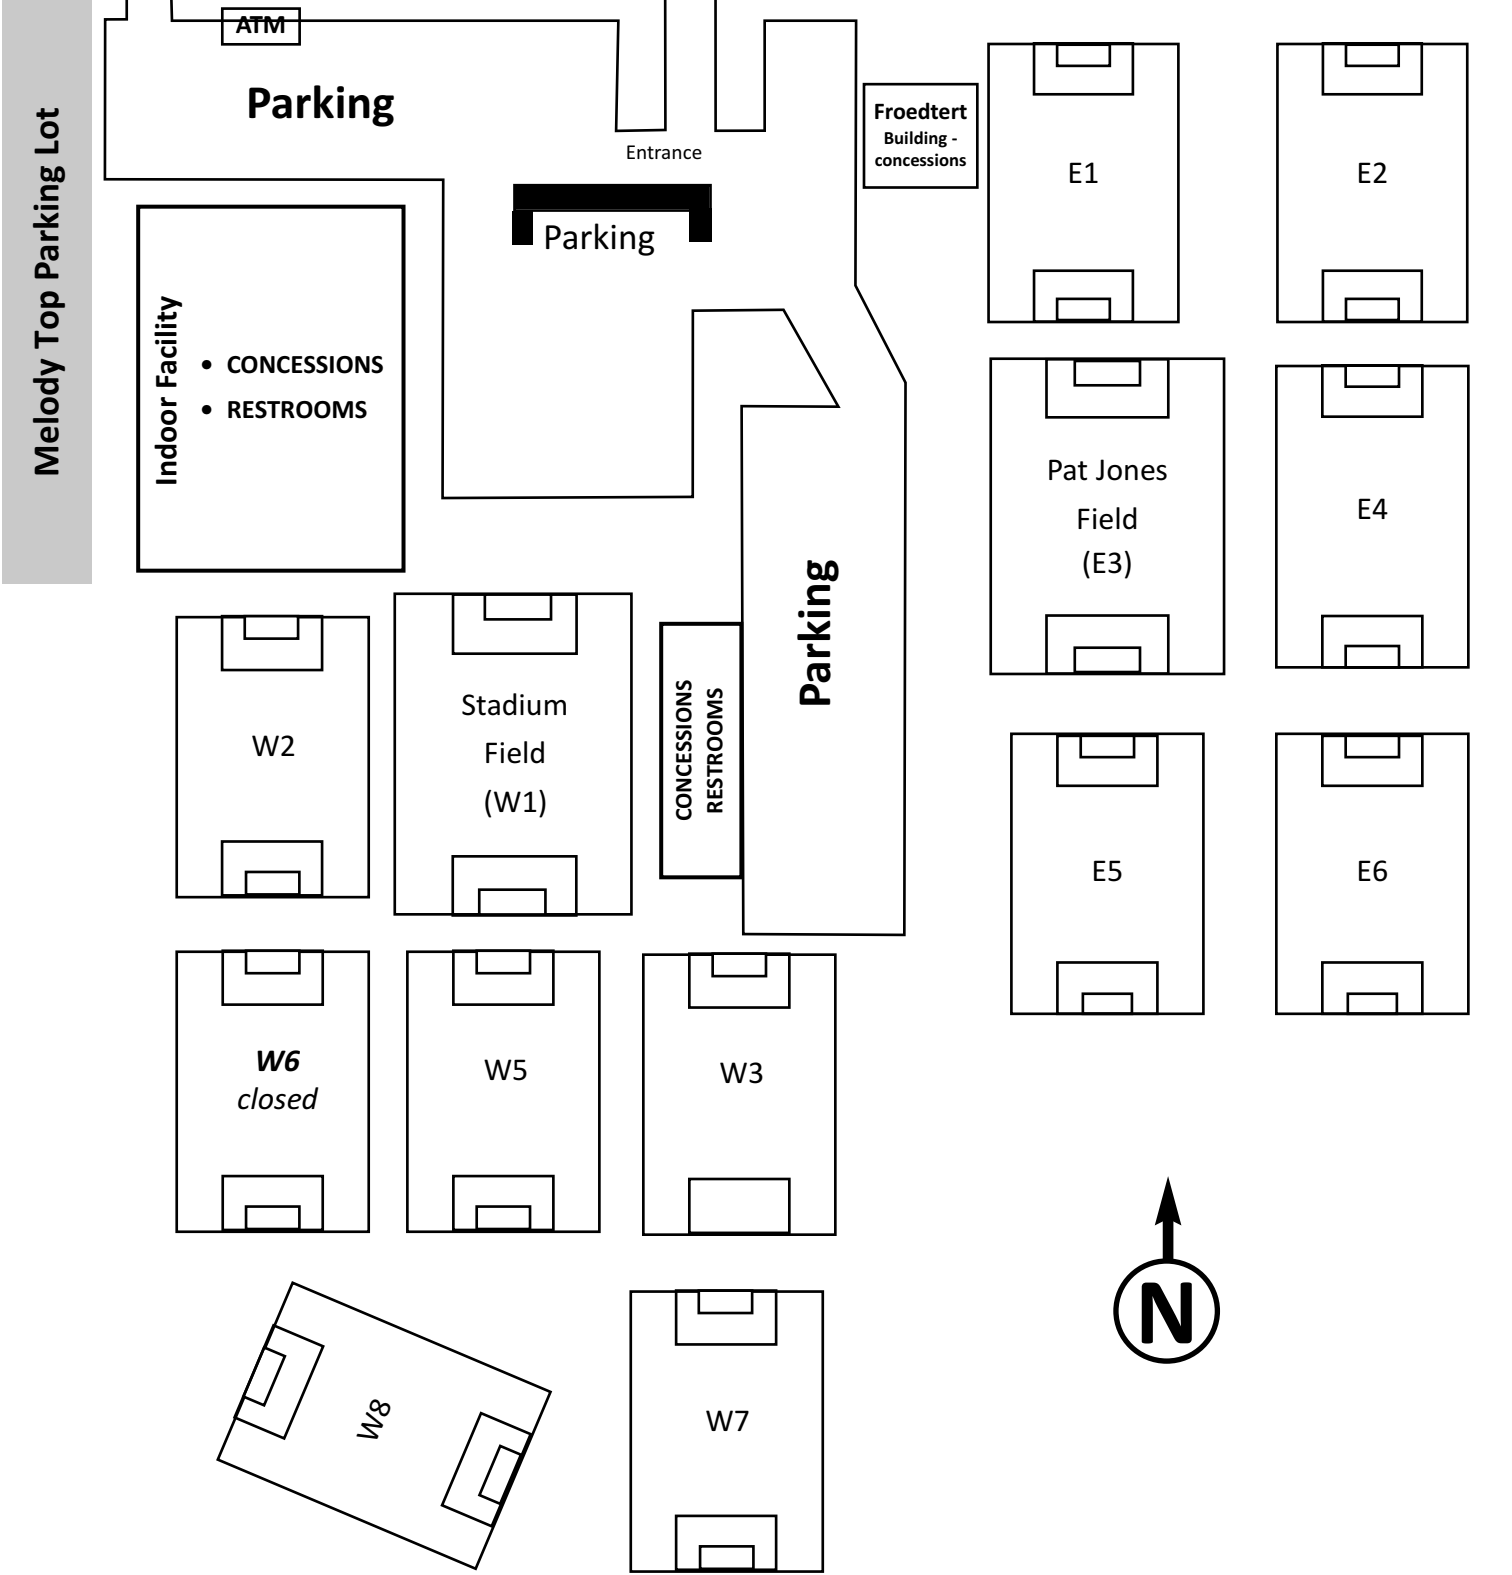 ATM
Parking
Melody Top Parking Lot
Entrance
Parking
Froedtert
Building -
concessions
E1
E2
Indoor Facility
• CONCESSIONS
• RESTROOMS
Pat Jones
Field
(E3)
E4
Parking
W2
Stadium
Field
(W1)
CONCESSIONS
RESTROOMS
E5
E6
W6
closed
W5
W3
N
W8
W7